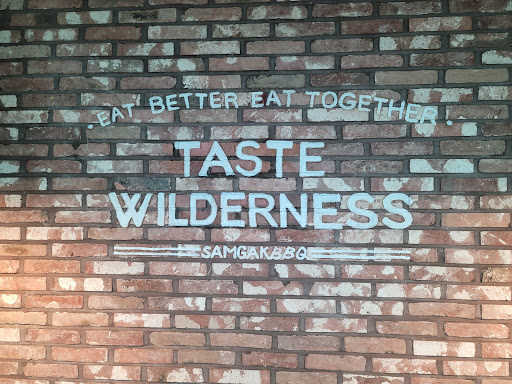 . EAT BETTER EAT TOGETHER .
TASTE
WILDERNESS
SAMGAKBBQ